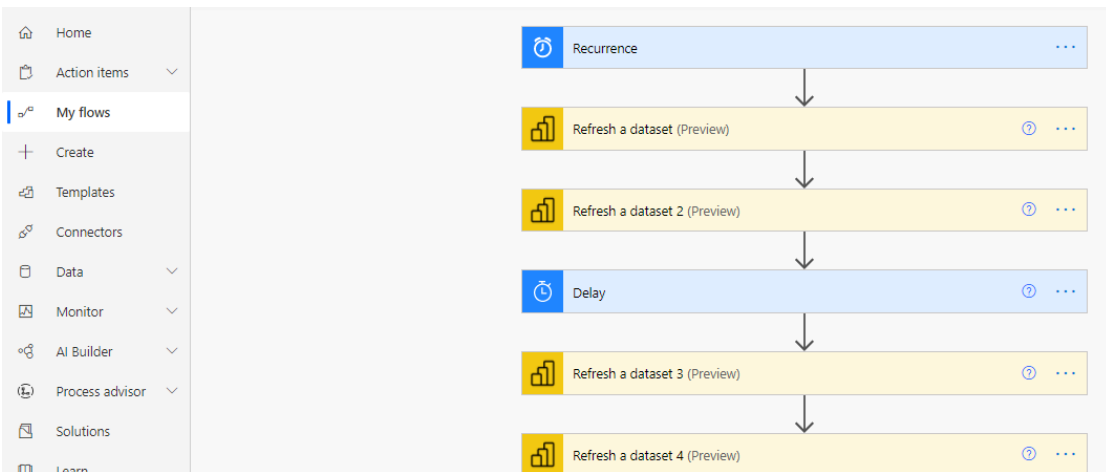 Home
Action items
My flows
Create
Templates
Connectors
Data
Monitor
AI Builder
Process advisor
Solutions
Learn
Recurrence
Refresh a dataset (Preview)
Refresh a dataset 2 (Preview)
Delay
Refresh a dataset 3 (Preview)
Refresh a dataset 4 (Preview)